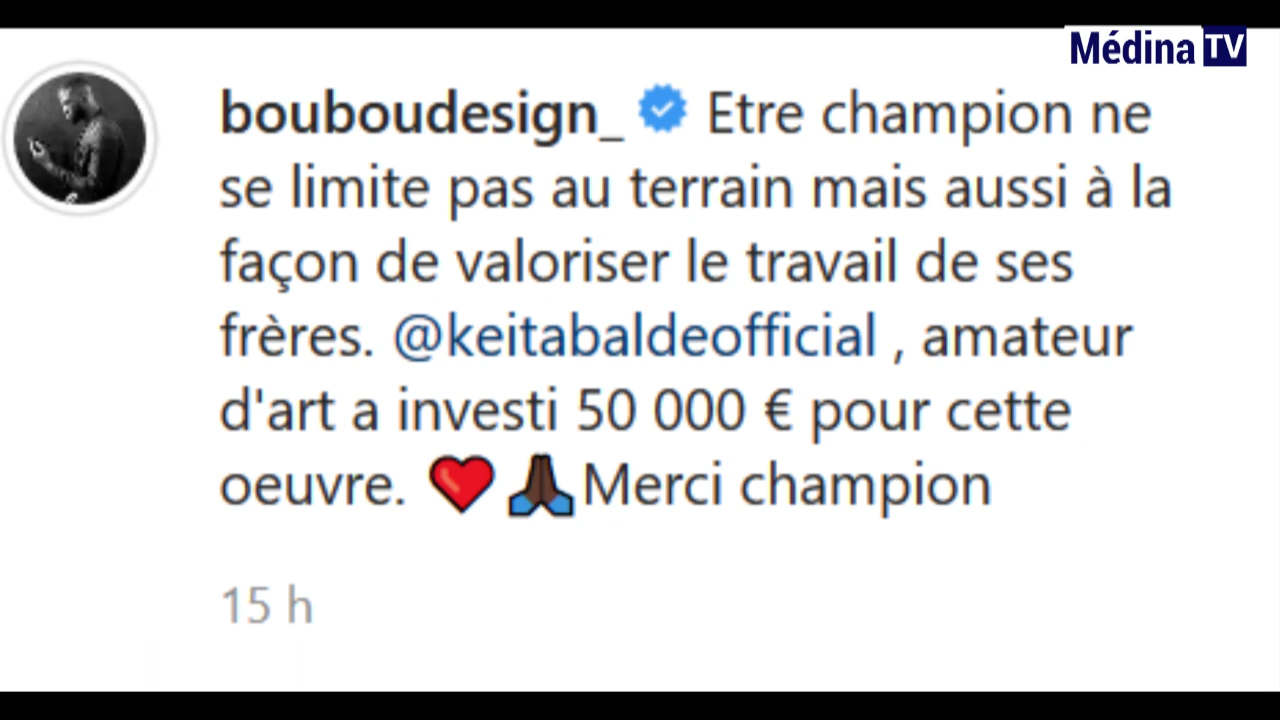 Médina TV
bouboudesign_ Etre champion ne
se limite pas au terrain mais aussi à la
façon de valoriser le travail de ses
frères. @keitabaldeofficial , amateur
d'art a investi 50 000 € pour cette
oeuvre. ❤️🙏🏿Merci champion
15 h